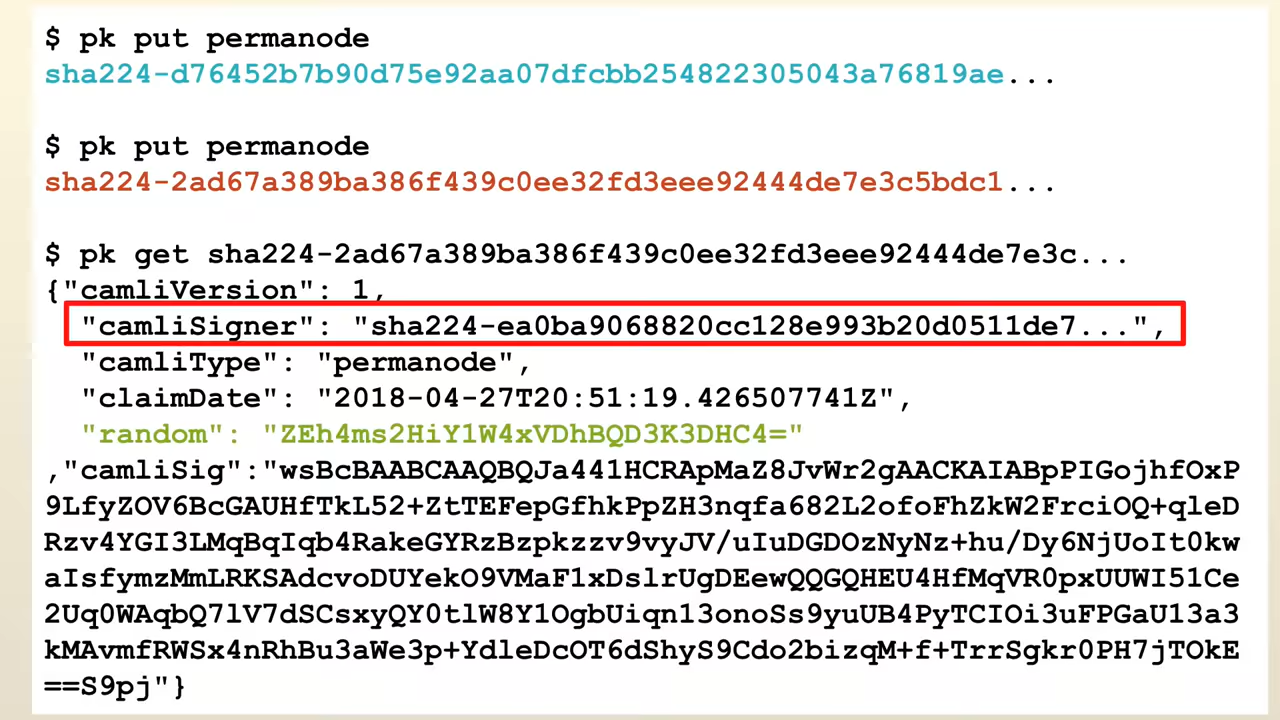 $ pk put permanode
sha224-d76452b7b90d75e92aa07dfcbb254822305043a76819ae...
$ pk put permanode
sha224-2ad67a389ba386f439c0ee32fd3eee92444de7e3c5bdc1...
$ pk get sha224-2ad67a389ba386f439c0ee32fd3eee92444de7e3c...
{"camliVersion": 1,
"camliSigner": "sha224-ea0ba9068820cc128e993b20d0511de7...",
"camliType": "permanode",
"claimDate": "2018-04-27T20:51:19.426507741Z",
"random": "ZEh4ms2HiY1W4xVDhBQD3K3DHC4="
,"camliSig":"wsBcBAABCAAQBQJa441HCRApMaZ8JvWr2gAACKAIABpPIGojhfOxP
9LfyZOV6BcGAUHfTkL52+ZtTEFepGfhkPpZH3nqfa682L2ofoFhZkW2FrciOQ+qleD
Rzv4YGI3LMqBqIqb4RakeGYRzBzpkzzv9vyJV/uIuDGDOzNyNz+hu/Dy6NjUoIt0kw
aIsfymzMmLRKSAdcvoDUYekO9VMaF1xDslrUgDEewQQGQHEU4HfMqVR0pxUUWI51Ce
2Uq0WAqbQ7lV7dSCsxyQY0tlW8Y1OgbUiqn13onoSs9yuUB4PyTCIOi3uFPGaU13a3
kMAvmfRWSx4nRhBu3aWe3p+YdleDcOT6dShyS9Cdo2bizqM+f+TrrSgkr0PH7jTOkE
==S9pj"}